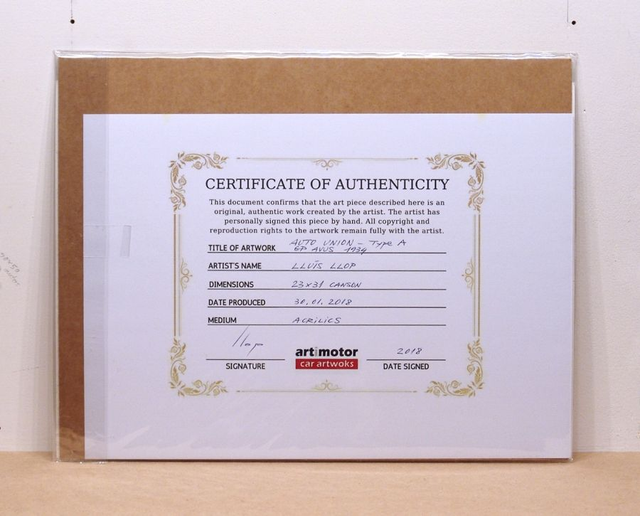 CERTIFICATE OF AUTHENTICITY
This document confirms that the art piece described here is an
original, authentic work created by the artist. The artist has
personally signed this piece by hand. All copyright and
reproduction rights to the artwork remain fully with the artist.
TITLE OF ARTWORK AUTO UNION - Type A
GP AVUS 1934
ARTIST'S NAME LLUÏS LLOP
DIMENSIONS 23x31 CANSON
DATE PRODUCED 30.01.2018
MEDIUM ACRILICS
artimotor
car artwoks
2018
SIGNATURE
DATE SIGNED